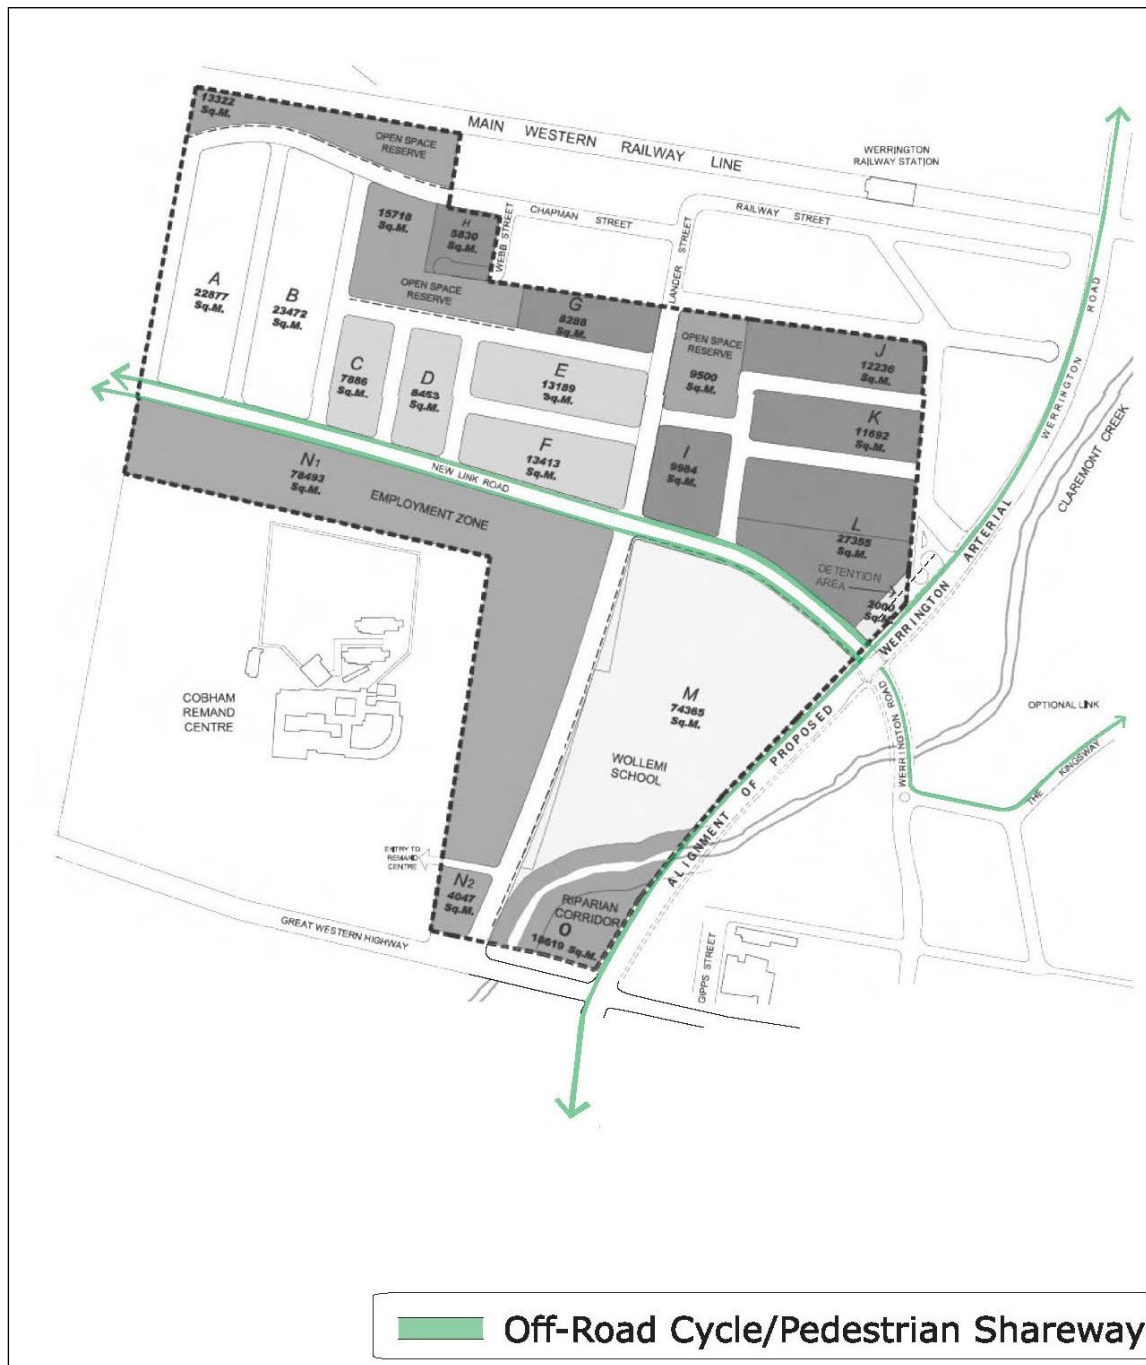 13322
Sq.M.
OPEN SPACE
RESERVE
MAIN WESTERN RAILWAY LINE
WERRINGTON
RAILWAY STATION
CHAPMAN STREET
RAILWAY STREET
WEBB STREET
LANDER STREET
15718
Sq.M.
H
5830
Sq.M.
OPEN SPACE
RESERVE
G
8288
Sq.M.
A
22877
Sq.M.
B
23472
Sq.M.
C
7886
Sq.M.
D
8453
Sq.M.
E
13189
Sq.M.
F
13413
Sq.M.
OPEN SPACE
RESERVE
9500
Sq.M.
J
12236
Sq.M.
K
11692
Sq.M.
I
9984
Sq.M.
L
27355
Sq.M.
DETENTION
AREA
2000
Sq.M.
N1
78493
Sq.M.
NEW LINK ROAD
EMPLOYMENT ZONE
WERRINGTON ROAD
CLAREMONT CREEK
ALIGNMENT OF PROPOSED WERRINGTON ARTERIAL
COBHAM
REMAND
CENTRE
M
74365
Sq.M.
WOLLEMI
SCHOOL
WERRINGTON ROAD
OPTIONAL LINK
THE KINGSWAY
ENTRY TO
REMAND
CENTRE
N2
4047
Sq.M.
RIPARIAN
CORRIDOR
O
18619 Sq.M.
GREAT WESTERN HIGHWAY
GIPPS STREET
Off-Road Cycle/Pedestrian Shareway